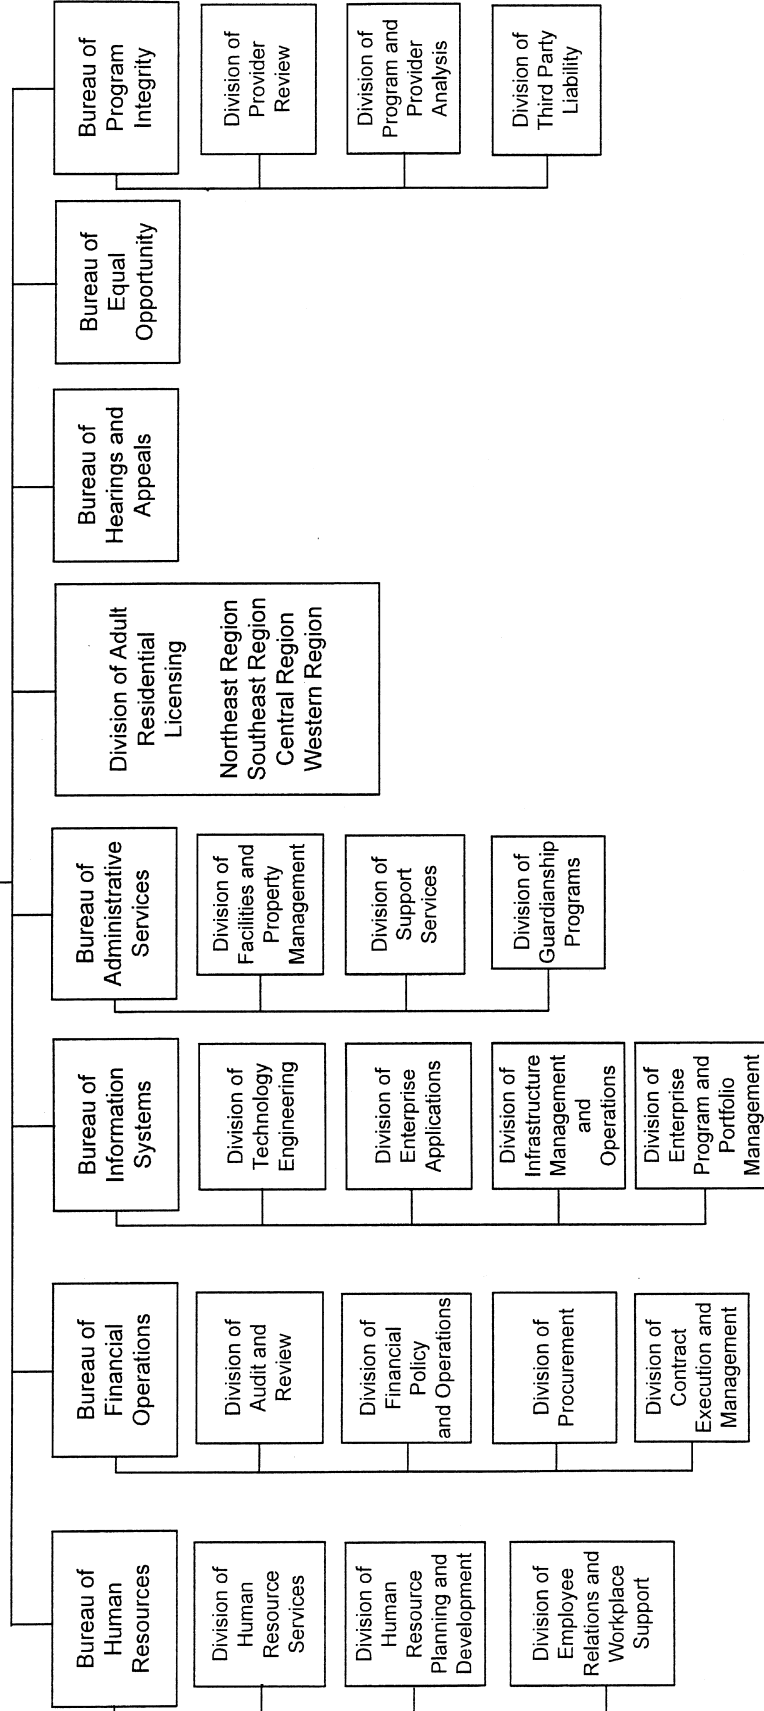 Bureau of
Human
Resources
Division of
Human
Resource
Services
Division of
Human
Resource
Planning and
Development
Division of
Employee
Relations and
Workplace
Support
Bureau of
Financial
Operations
Division of
Audit and
Review
Division of
Financial
Policy
and Operations
Division of
Procurement
Division of
Contract
Execution and
Management
Bureau of
Information
Systems
Division of
Technology
Engineering
Division of
Enterprise
Applications
Division of
Infrastructure
Management
and
Operations
Division of
Enterprise
Program and
Portfolio
Management
Bureau of
Administrative
Services
Division of
Facilities and
Property
Management
Division of
Support
Services
Division of
Guardianship
Programs
Division of Adult
Residential
Licensing
Northeast Region
Southeast Region
Central Region
Western Region
Bureau of
Hearings and
Appeals
Bureau of
Equal
Opportunity
Bureau of
Program
Integrity
Division of
Provider
Review
Division of
Program and
Provider
Analysis
Division of
Third Party
Liability